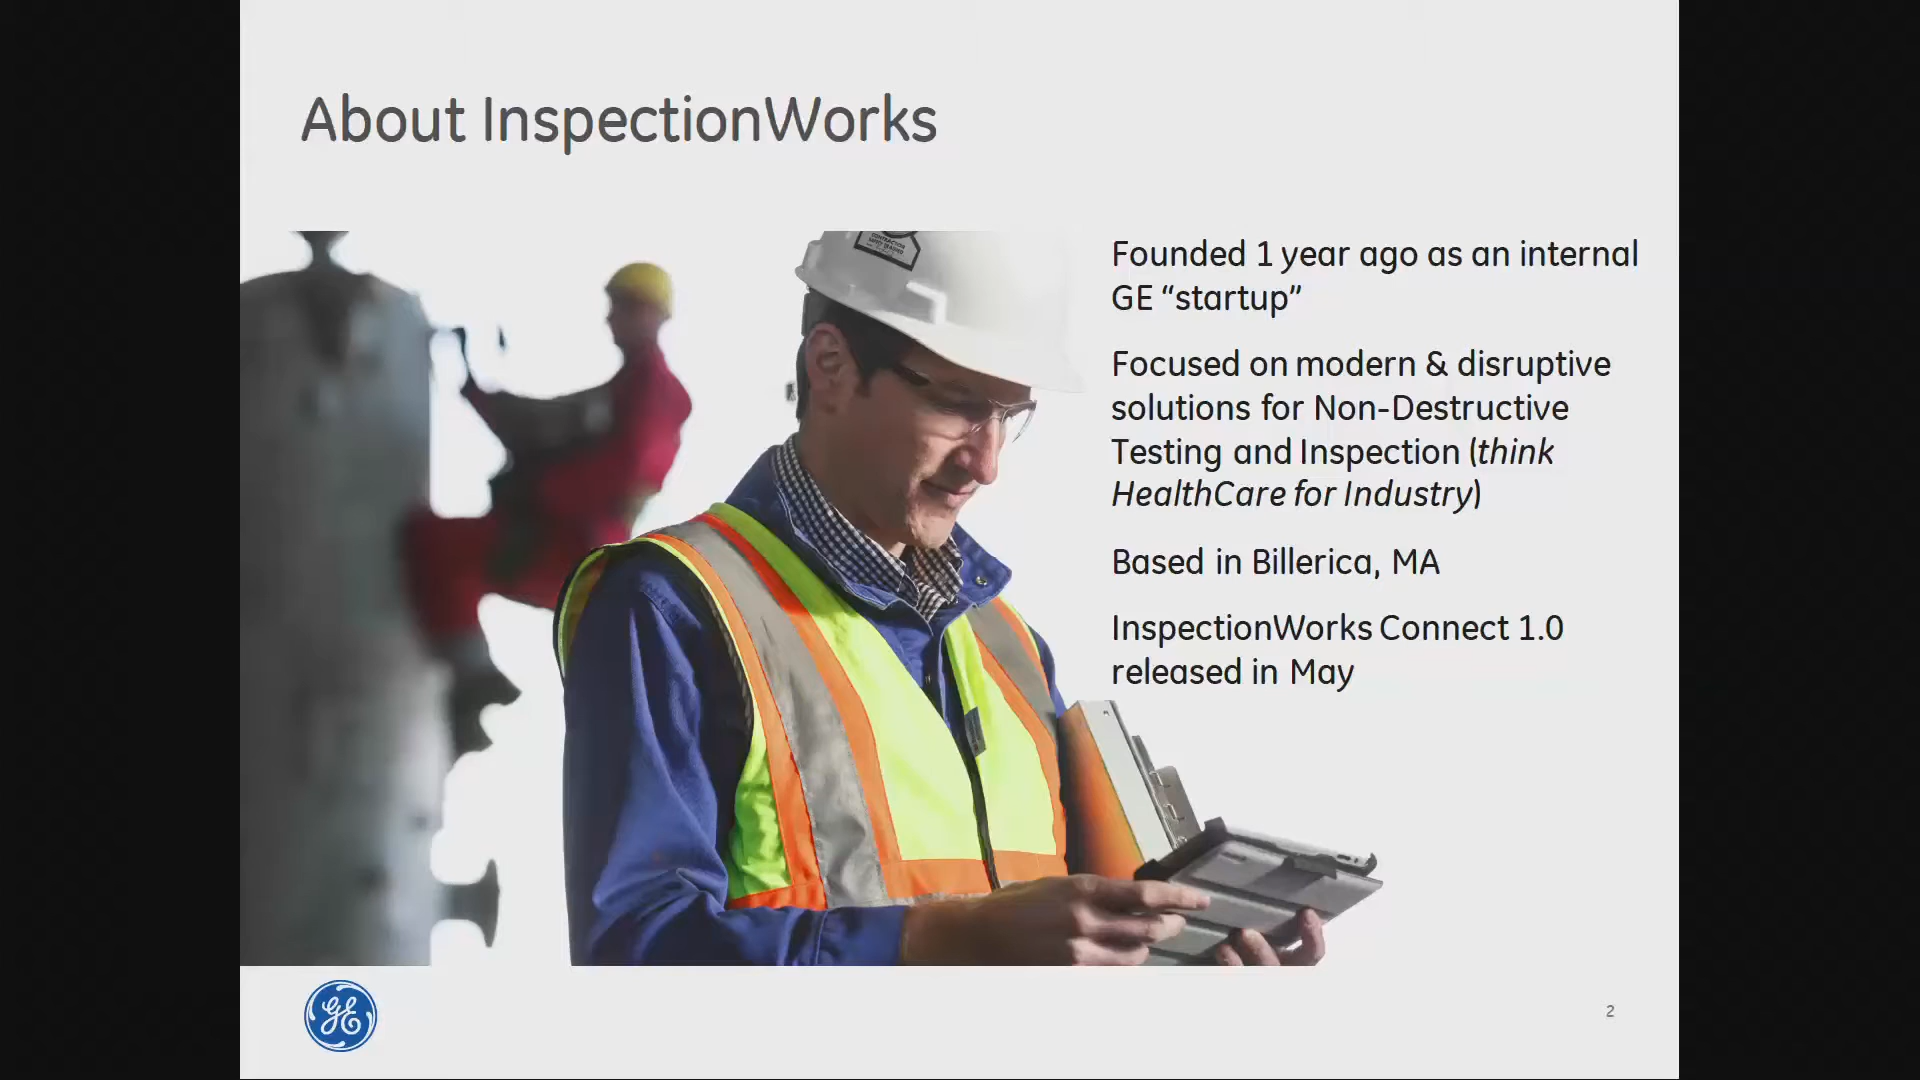 About InspectionWorks
Founded 1 year ago as an internal
GE “startup”
Focused on modern & disruptive
solutions for Non-Destructive
Testing and Inspection (think
HealthCare for Industry)
Based in Billerica, MA
InspectionWorks Connect 1.0
released in May
GE
2